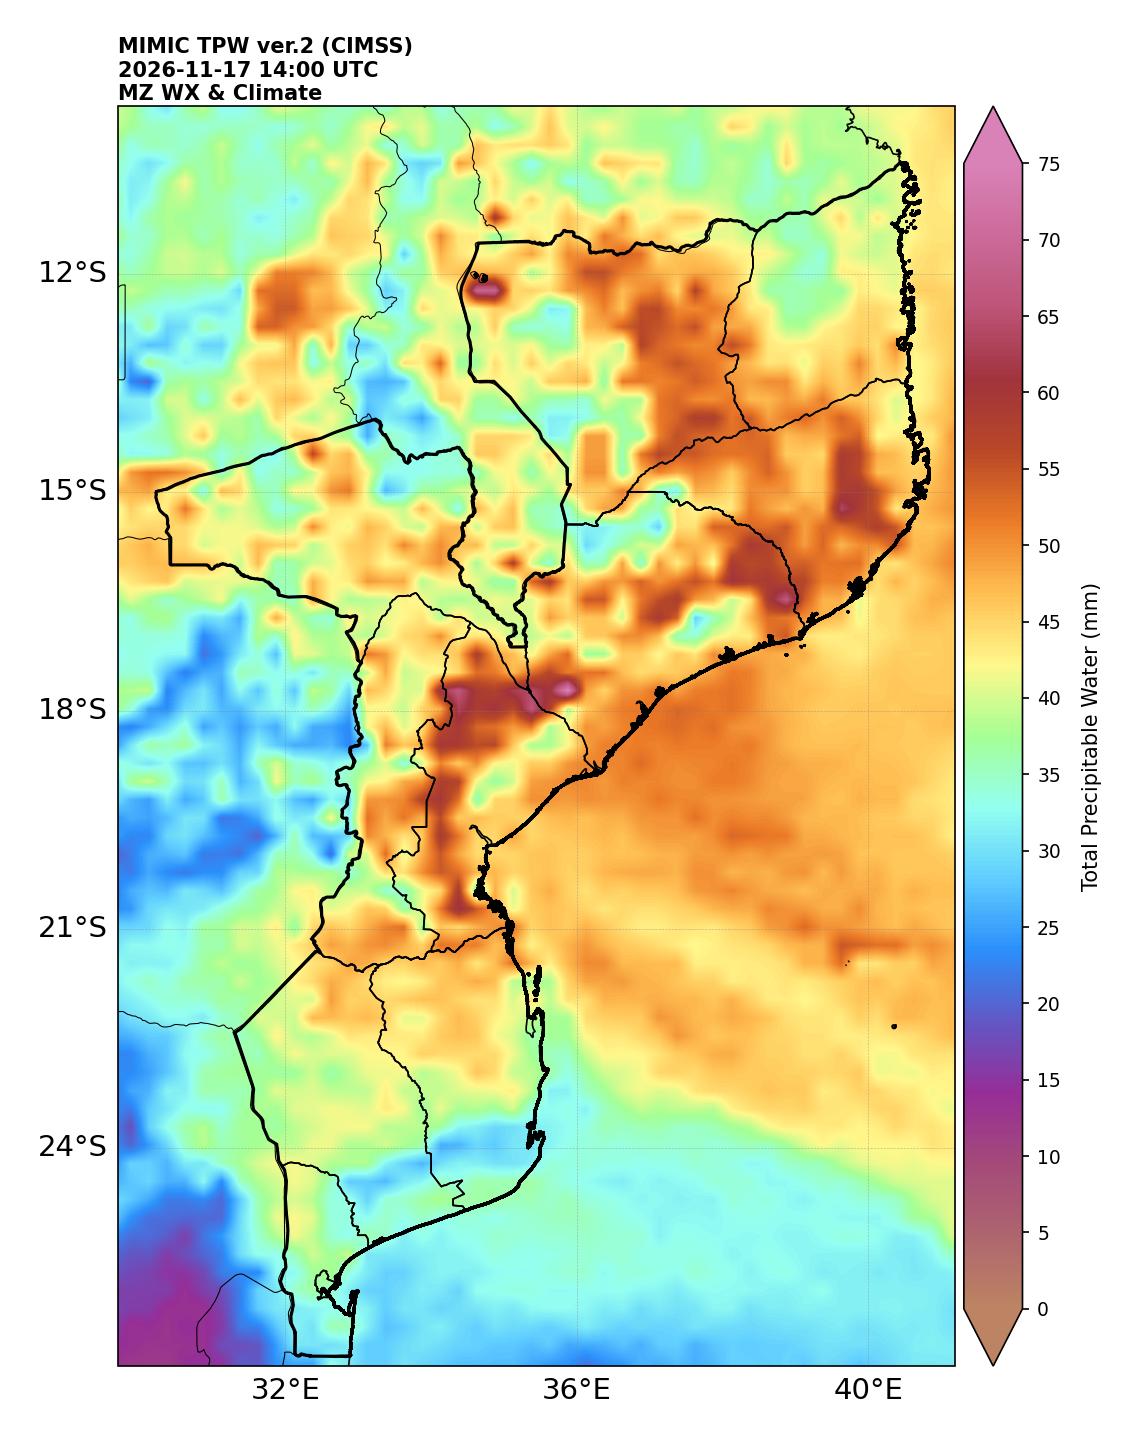 MIMIC TPW ver.2 (CIMSS)
2026-11-17 14:00 UTC
MZ WX & Climate
12°S
15°S
18°S
21°S
24°S
32°E
36°E
40°E
75
70
65
60
55
50
45
40
35
30
25
20
15
10
5
0
Total Precipitable Water (mm)